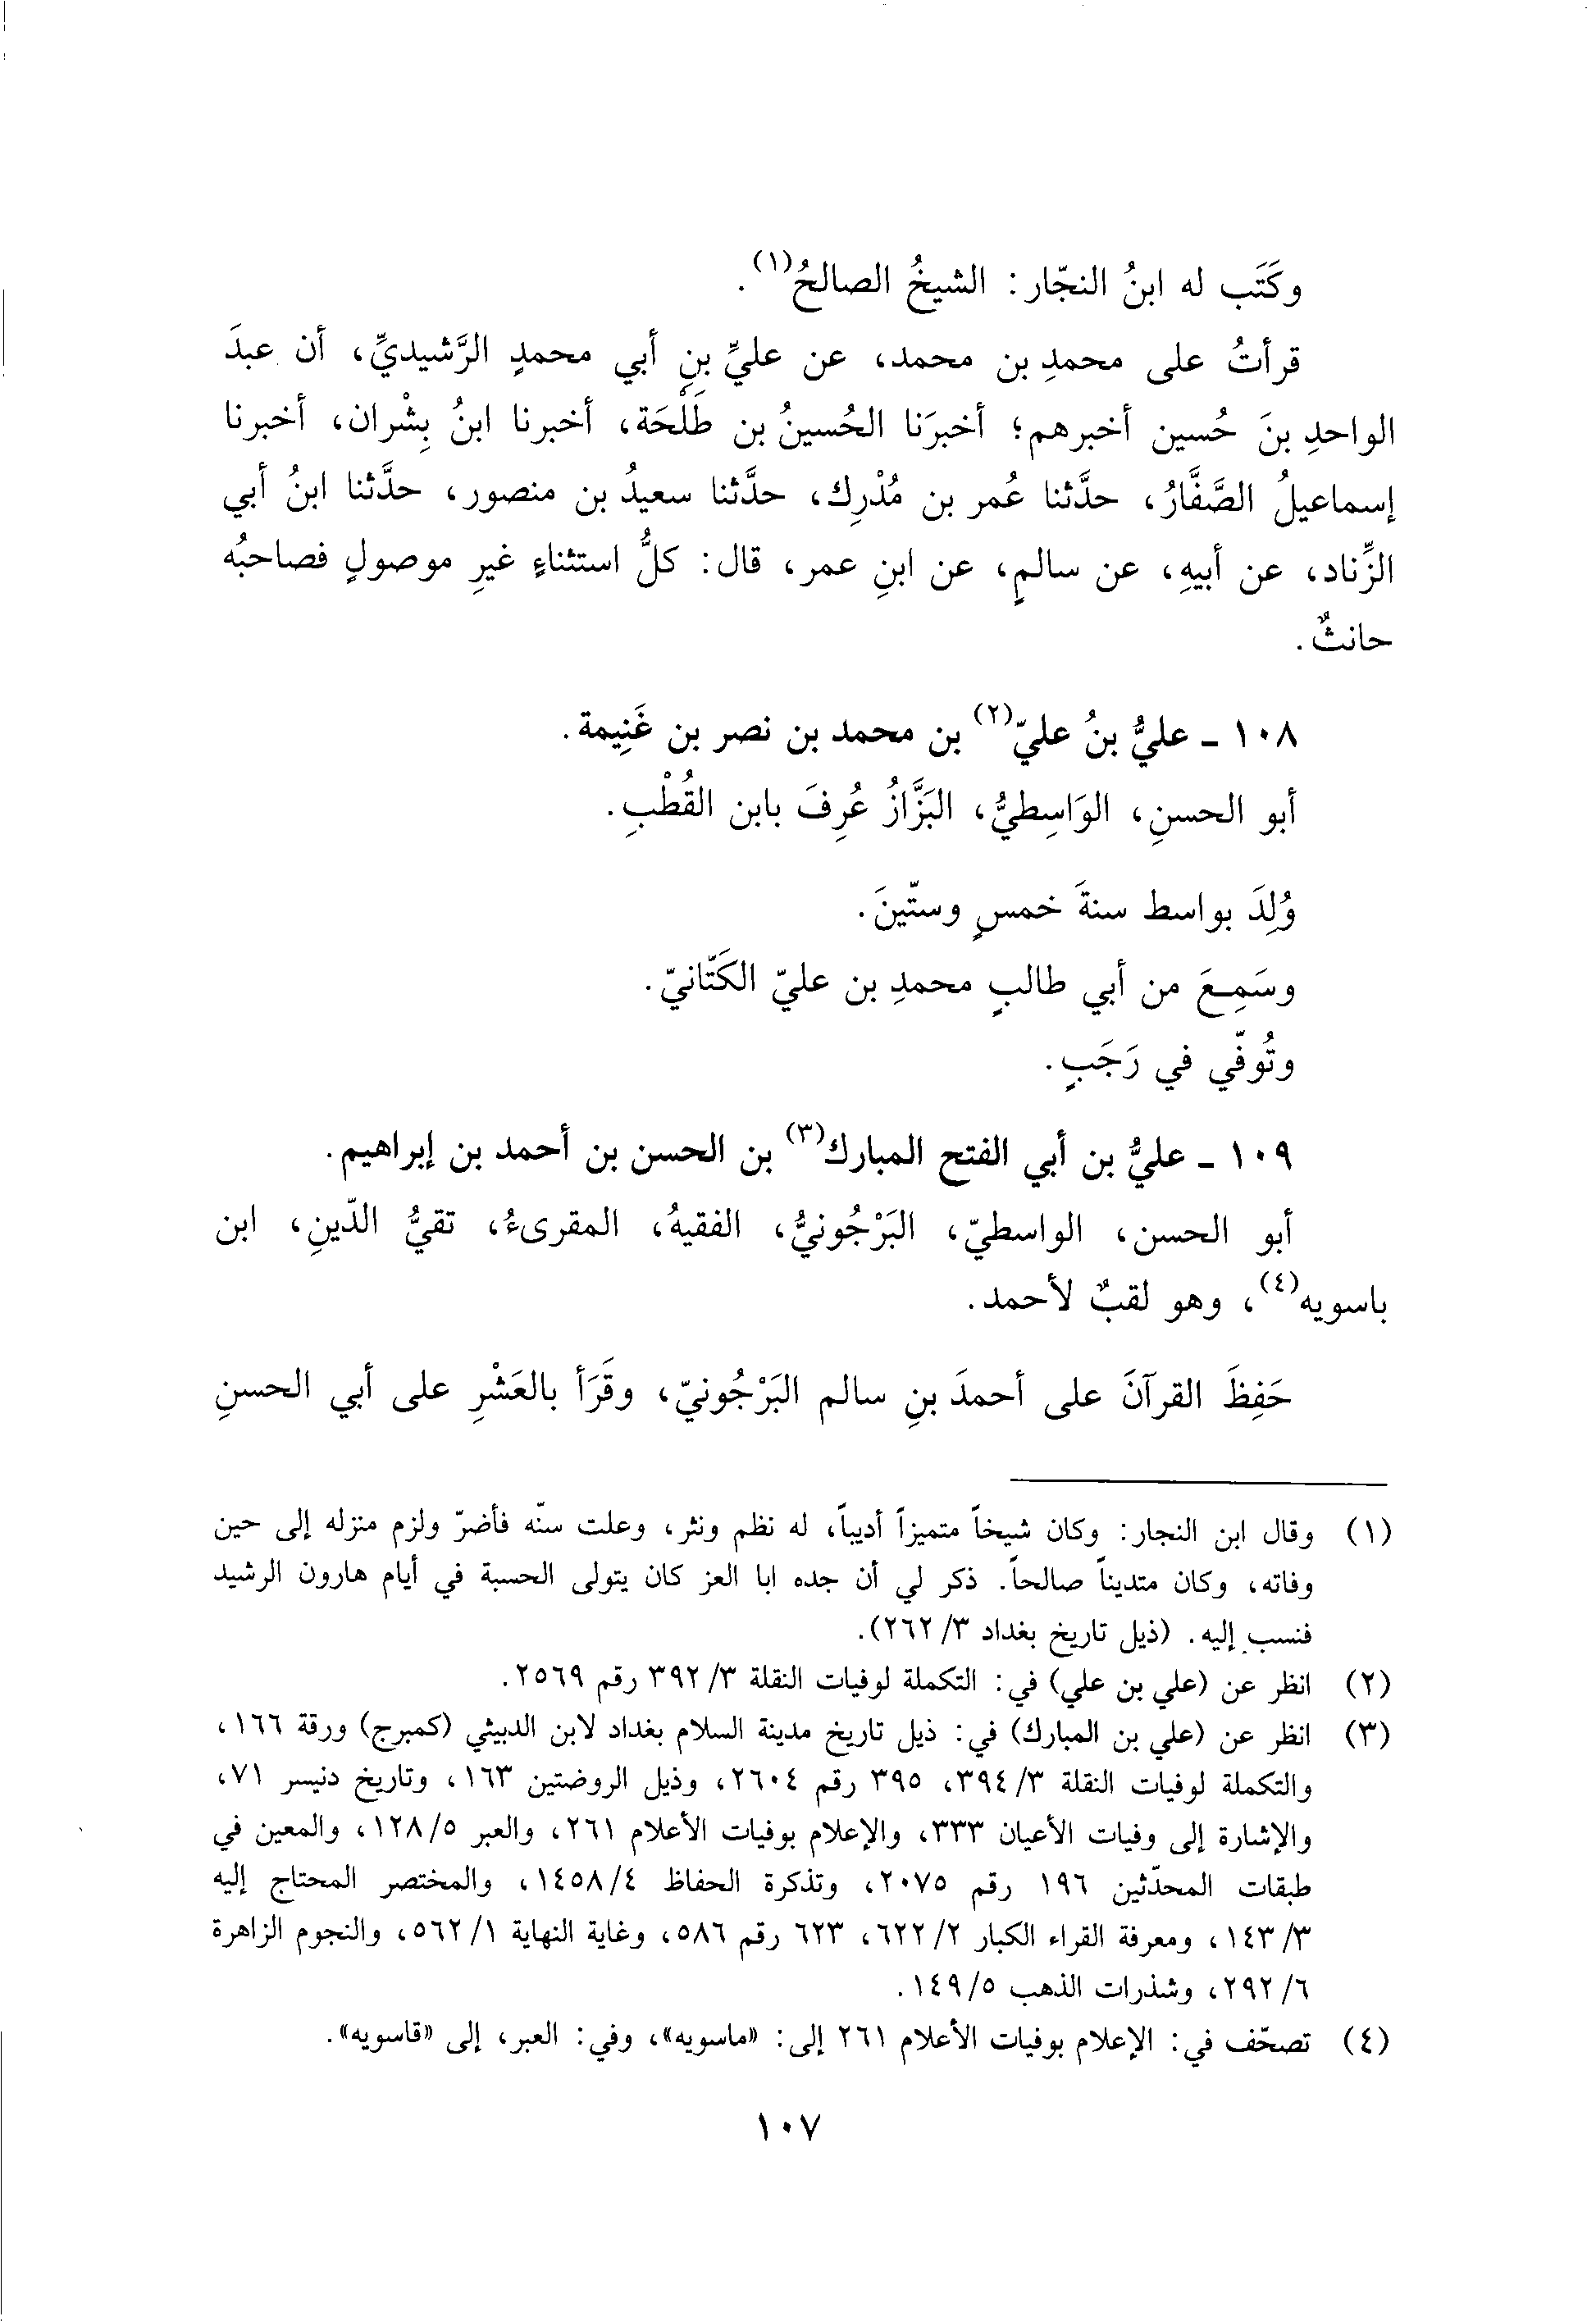 وكَتَب له ابنُ النجّار: الشيخُ الصالحُ(١).
قرأتُ على محمدِ بن محمد، عن عليِّ بنِ أبي محمدٍ الرَّشيديِّ، أن عبدَ
الواحدِ بنَ حُسين أخبرهم؛ أخبرَنا الحُسينُ بن طَلْحَة، أخبرنا ابنُ بِشْران، أخبرنا
إسماعيلُ الصَّفَّارُ، حدَّثنا عُمر بن مُدْرِك، حدَّثنا سعيدُ بن منصور، حدَّثنا ابنُ أبي
الزِّناد، عن أبيهِ، عن سالمٍ، عن ابنِ عمر، قال: كلُّ استثناءٍ غيرِ موصولٍ فصاحبُه
حانثٌ.
١٠٨ - عليُّ بنُ عليّ(٢) بن محمد بن نصر بن غَنِيمة.
أبو الحسنِ، الوَاسِطيُّ، البَزَّازُ عُرِفَ بابن القُطْبِ.
وُلِدَ بواسط سنةَ خمسٍ وستّينَ.
وسَمِعَ من أبي طالبٍ محمدِ بن عليّ الكَتّانيّ.
وتُوفّي في رَجَبٍ.
١٠٩ - عليُّ بن أبي الفتح المبارك(٣) بن الحسن بن أحمد بن إبراهيم.
أبو الحسن، الواسطيّ، البَرْجُونيُّ، الفقيهُ، المقرىءُ، تقيُّ الدّينِ، ابن
باسويه(٤)، وهو لقبٌ لأحمد.
حَفِظَ القرآنَ على أحمدَ بنِ سالم البَرْجُونيّ، وقَرَأ بالعَشْرِ على أبي الحسنِ
(١) وقال ابن النجار: وكان شيخاً متميزاً أديباً، له نظم ونثر، وعلت سنّه فأضرّ ولزم منزله إلى حين
وفاته، وكان متديناً صالحاً. ذكر لي أن جده ابا العز كان يتولى الحسبة في أيام هارون الرشيد
فنسب إليه. (ذيل تاريخ بغداد ٣/ ٢٦٢).
(٢) انظر عن (علي بن علي) في: التكملة لوفيات النقلة ٣/ ٣٩٢ رقم ٢٥٦٩.
(٣) انظر عن (علي بن المبارك) في: ذيل تاريخ مدينة السلام بغداد لابن الدبيثي (كمبرج) ورقة ١٦٦،
والتكملة لوفيات النقلة ٣/ ٣٩٤، ٣٩٥ رقم ٢٦٠٤، وذيل الروضتين ١٦٣، وتاريخ دنيسر ٧١،
والإشارة إلى وفيات الأعيان ٣٣٣، والإعلام بوفيات الأعلام ٢٦١، والعبر ٥/ ١٢٨، والمعين في
طبقات المحدّثين ١٩٦ رقم ٢٠٧٥، وتذكرة الحفاظ ٤/ ١٤٥٨، والمختصر المحتاج إليه
٣/ ١٤٣، ومعرفة القراء الكبار ٢/ ٦٢٢، ٦٢٣ رقم ٥٨٦، وغاية النهاية ١/ ٥٦٢، والنجوم الزاهرة
٦/ ٢٩٢، وشذرات الذهب ٥/ ١٤٩.
(٤) تصحّف في: الإعلام بوفيات الأعلام ٢٦١ إلى: «ماسويه»، وفي: العبر، إلى «قاسويه».
١٠٧